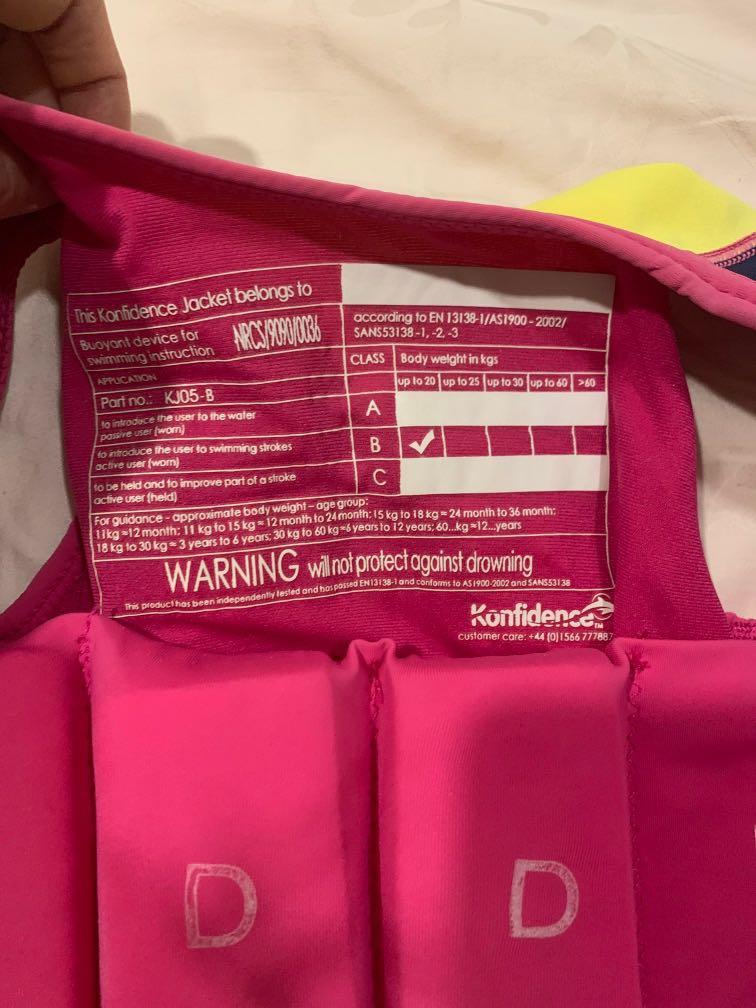 This Konfidence Jacket belongs to
Buoyant device for
swimming instruction
NRCS/9090/0036
according to EN 13138-1/AS1900 - 2002/
SANS53138 -1, -2, -3
APPLICATION
CLASS
Body weight in kgs
Part no.: KJ05-B
up to 20 up to 25 up to 30 up to 60 >60
to introduce the user to the water
passive user (worn)
A
to introduce the user to swimming strokes
active user (worn)
B ✓
to be held and to improve part of a stroke
active user (held)
C
For guidance - approximate body weight - age group:
11kg ≈12 month; 11 kg to 15 kg ≈ 12 month to 24 month; 15 kg to 18 kg ≈ 24 month to 36 month;
18 kg to 30 kg ≈ 3 years to 6 years; 30 kg to 60 kg ≈6 years to 12 years; 60...kg ≈12...years
WARNING will not protect against drowning
This product has been independently tested and has passed EN13138-1 and conforms to AS1900-2002 and SANS53138
Konfidence™
customer care: +44 (0)1566 777887
D D